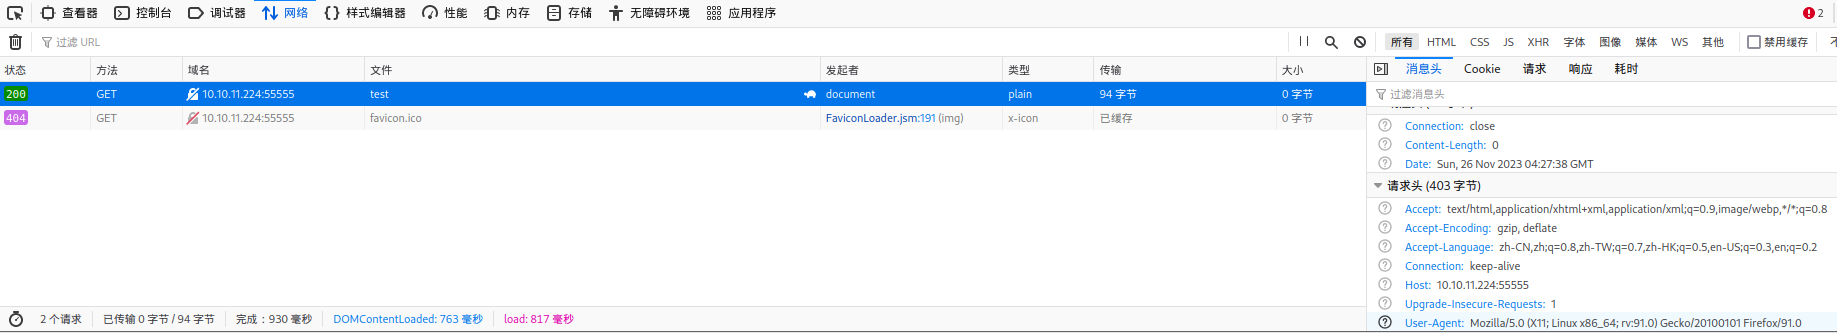 查看器 控制台 调试器 网络 样式编辑器 性能 内存 存储 无障碍环境 应用程序 2
过滤 URL 所有 HTML CSS JS XHR 字体 图像 媒体 WS 其他 禁用缓存
状态 方法 域名 文件 发起者 类型 传输 大小
200 GET 10.10.11.224:55555 test document plain 94 字节 0 字节
404 GET 10.10.11.224:55555 favicon.ico FaviconLoader.jsm:191 (img) x-icon 已缓存 0 字节
消息头 Cookie 请求 响应 耗时
过滤消息头
Connection: close
Content-Length: 0
Date: Sun, 26 Nov 2023 04:27:38 GMT
请求头 (403 字节)
Accept: text/html,application/xhtml+xml,application/xml;q=0.9,image/webp,*/*;q=0.8
Accept-Encoding: gzip, deflate
Accept-Language: zh-CN,zh;q=0.8,zh-TW;q=0.7,zh-HK;q=0.5,en-US;q=0.3,en;q=0.2
Connection: keep-alive
Host: 10.10.11.224:55555
Upgrade-Insecure-Requests: 1
User-Agent: Mozilla/5.0 (X11; Linux x86_64; rv:91.0) Gecko/20100101 Firefox/91.0
2 个请求 已传输 0 字节 / 94 字节 完成：930 毫秒 DOMContentLoaded: 763 毫秒 load: 817 毫秒